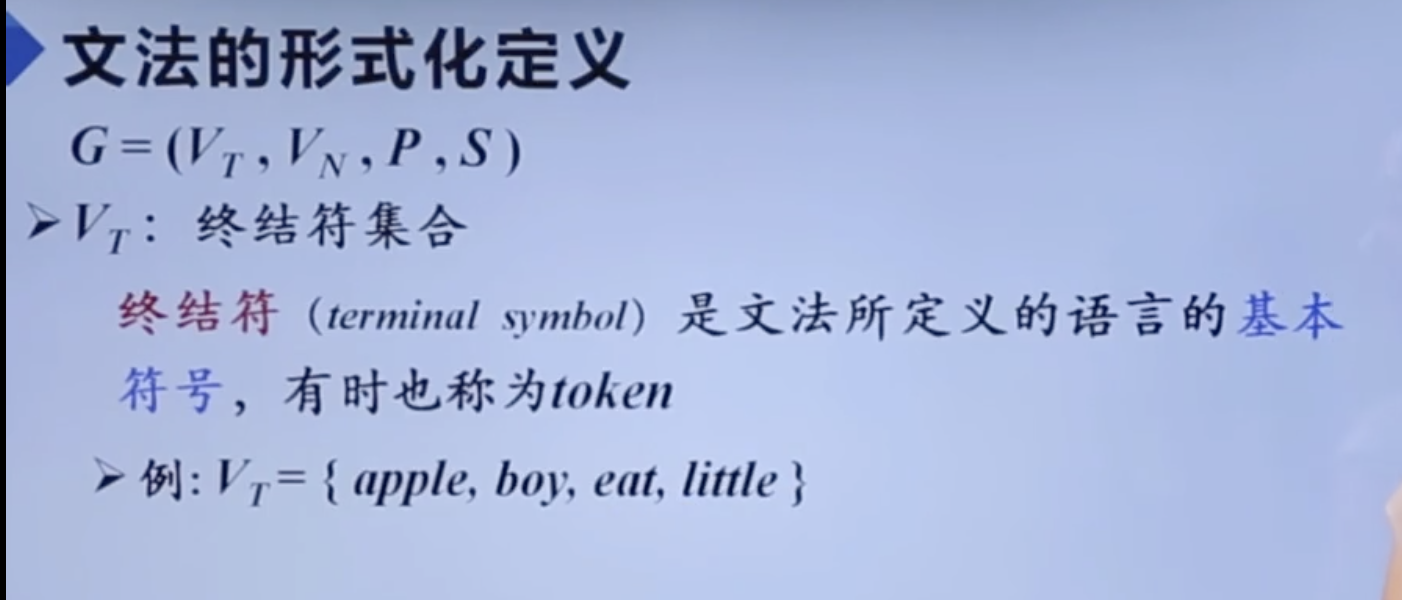 文法的形式化定义
G = (V_T , V_N , P , S )
➢V_T： 终结符集合
终结符（terminal symbol）是文法所定义的语言的基本
符号，有时也称为token
➢例: V_T = { apple, boy, eat, little }